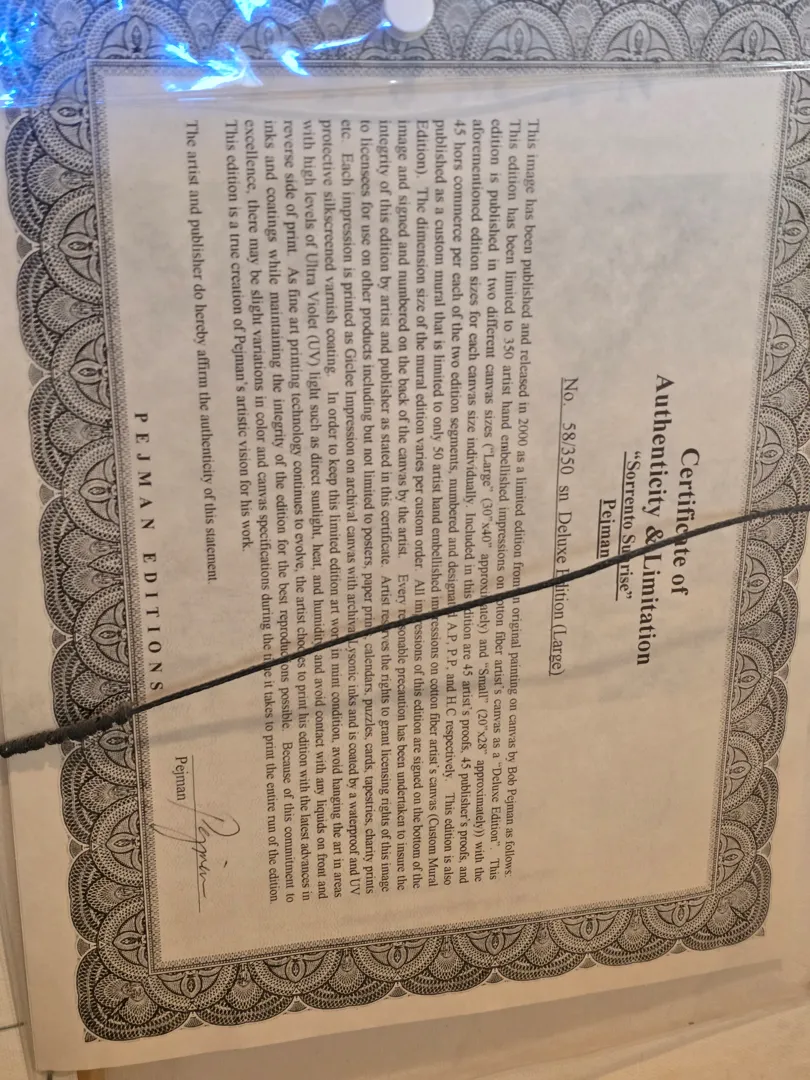 Certificate of
Authenticity & Limitation
“Sorrento Sunrise”
Pejman
No. 58/350 sn Deluxe Edition (Large)
This image has been published and released in 2000 as a limited edition from an original painting on canvas by Bob Pejman as follows:
This edition has been limited to 350 artist hand embellished impressions on cotton fiber artist's canvas as a "Deluxe Edition". This
edition is published in two different canvas sizes ("Large" (30"x40" approximately) and "Small" (20"x28" approximately)) with the
aforementioned edition sizes for each canvas size individually. Included in this edition are 45 artist's proofs, 45 publisher's proofs, and
45 hors commerce per each of the two edition segments, numbered and designated A.P, P.P, and H.C respectively. This edition is also
published as a custom mural that is limited to only 50 artist hand embellished impressions on cotton fiber artist's canvas (Custom Mural
Edition). The dimension size of the mural edition varies per custom order. All impressions of this edition are signed on the bottom of the
image and signed and numbered on the back of the canvas by the artist. Every reasonable precaution has been undertaken to insure the
integrity of this edition by artist and publisher as stated in this certificate. Artist reserves the rights to grant licensing rights of this image
to licensees for use on other products including but not limited to posters, paper prints, calendars, puzzles, cards, tapestries, charity prints
etc. Each impression is printed as Giclee Impression on archival canvas with archival Lysonic inks and is coated by a waterproof and UV
protective silkscreened varnish coating. In order to keep this limited edition art work in mint condition, avoid hanging the art in areas
with high levels of Ultra Violet (UV) light such as direct sunlight, heat, and humidity and avoid contact with any liquids on front and
reverse side of print. As fine art printing technology continues to evolve, the artist chooses to print his edition with the latest advances in
inks and coatings while maintaining the integrity of the edition for the best reproductions possible. Because of this commitment to
excellence, there may be slight variations in color and canvas specifications during the time it takes to print the entire run of the edition.
This edition is a true creation of Pejman's artistic vision for his work.
The artist and publisher do hereby affirm the authenticity of this statement.
Pejman
Pejman
PEJMAN EDITIONS